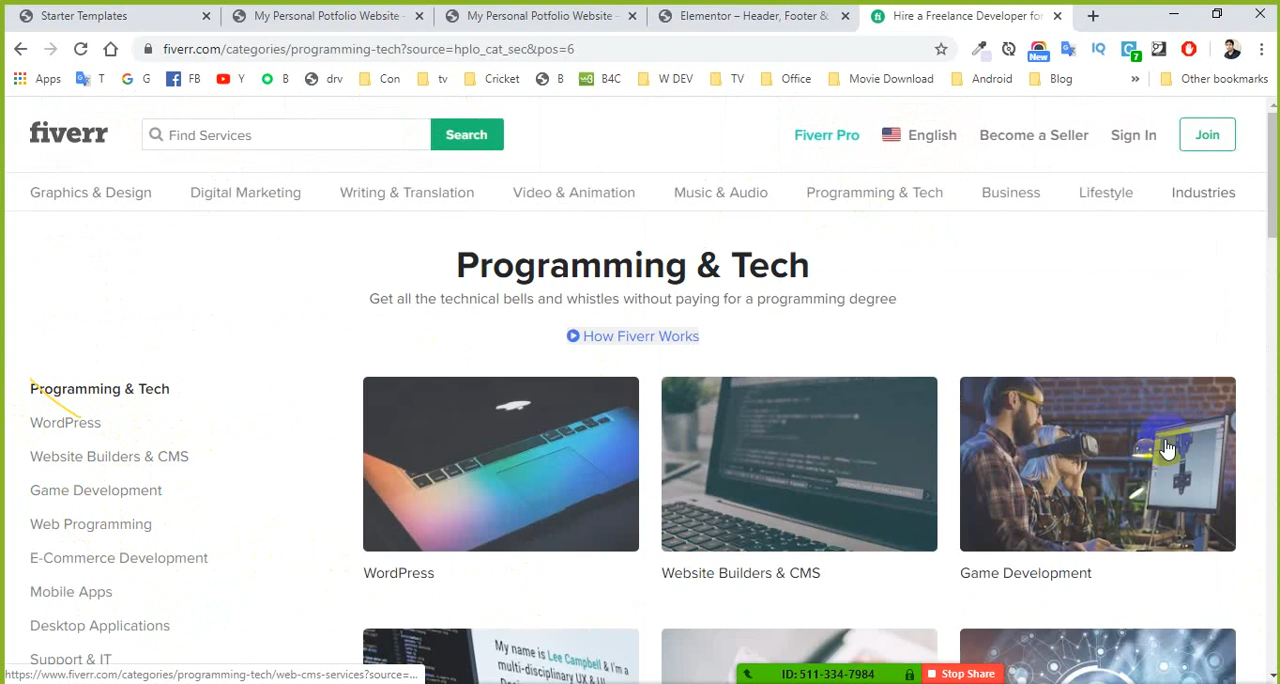 Starter Templates
My Personal Potfolio Website -
My Personal Potfolio Website -
Elementor – Header, Footer &
Hire a Freelance Developer for
fiverr.com/categories/programming-tech?source=hplo_cat_sec&pos=6
IQ
7
New
Apps T G FB Y B drv Con tv Cricket B B4C W DEV TV Office Movie Download Android Blog » Other bookmarks
fiverr
Find Services
Search
Fiverr Pro
English
Become a Seller
Sign In
Join
Graphics & Design Digital Marketing Writing & Translation Video & Animation Music & Audio Programming & Tech Business Lifestyle Industries
Programming & Tech
Get all the technical bells and whistles without paying for a programming degree
How Fiverr Works
Programming & Tech
WordPress
Website Builders & CMS
Game Development
Web Programming
E-Commerce Development
Mobile Apps
Desktop Applications
Support & IT
WordPress
Website Builders & CMS
Game Development
My name is Lee Campbell & I'm a
multi-disciplinary UX & UI
https://www.fiverr.com/categories/programming-tech/web-cms-services?source=...
ID: 511-334-7984
Stop Share